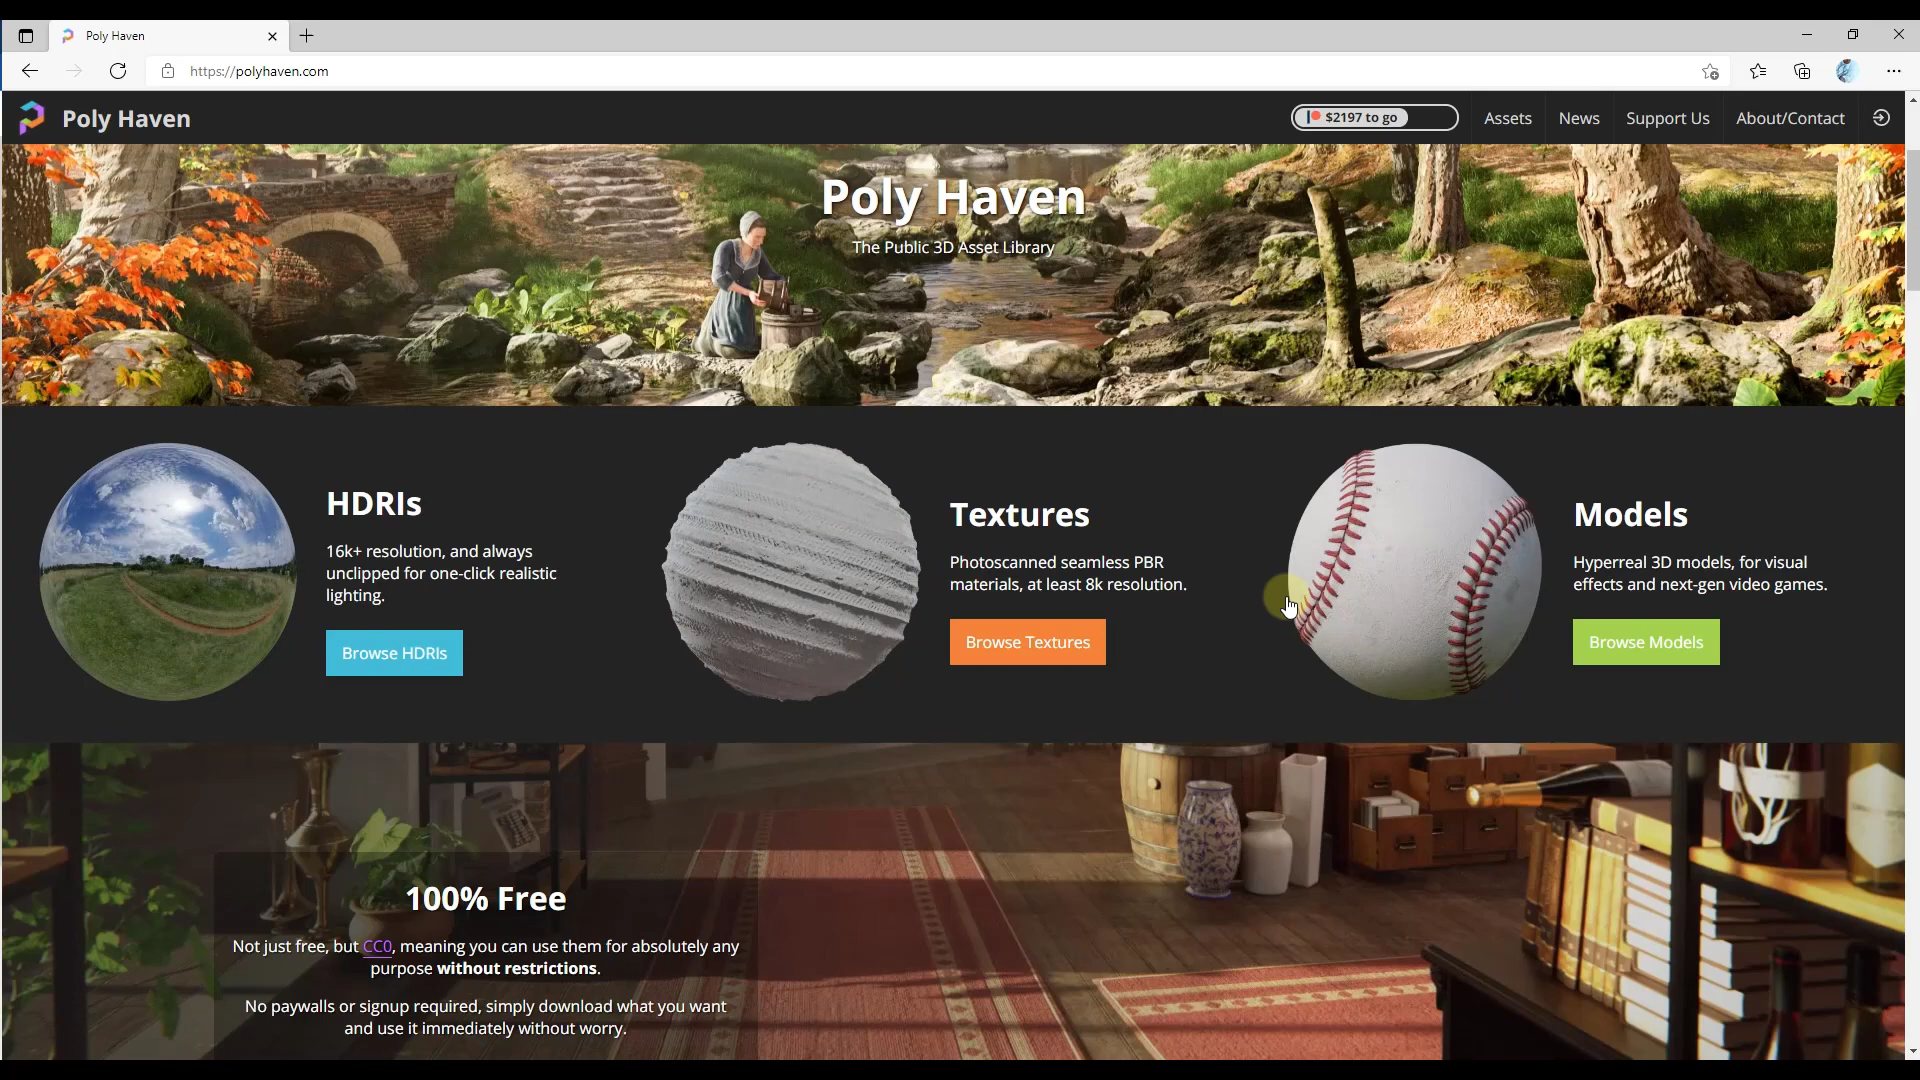 Poly Haven
https://polyhaven.com
Poly Haven
$2197 to go
Assets
News
Support Us
About/Contact
Poly Haven
The Public 3D Asset Library
HDRIs
16k+ resolution, and always
unclipped for one-click realistic
lighting.
Browse HDRIs
Textures
Photoscanned seamless PBR
materials, at least 8k resolution.
Browse Textures
Models
Hyperreal 3D models, for visual
effects and next-gen video games.
Browse Models
100% Free
Not just free, but CC0, meaning you can use them for absolutely any
purpose without restrictions.
No paywalls or signup required, simply download what you want
and use it immediately without worry.